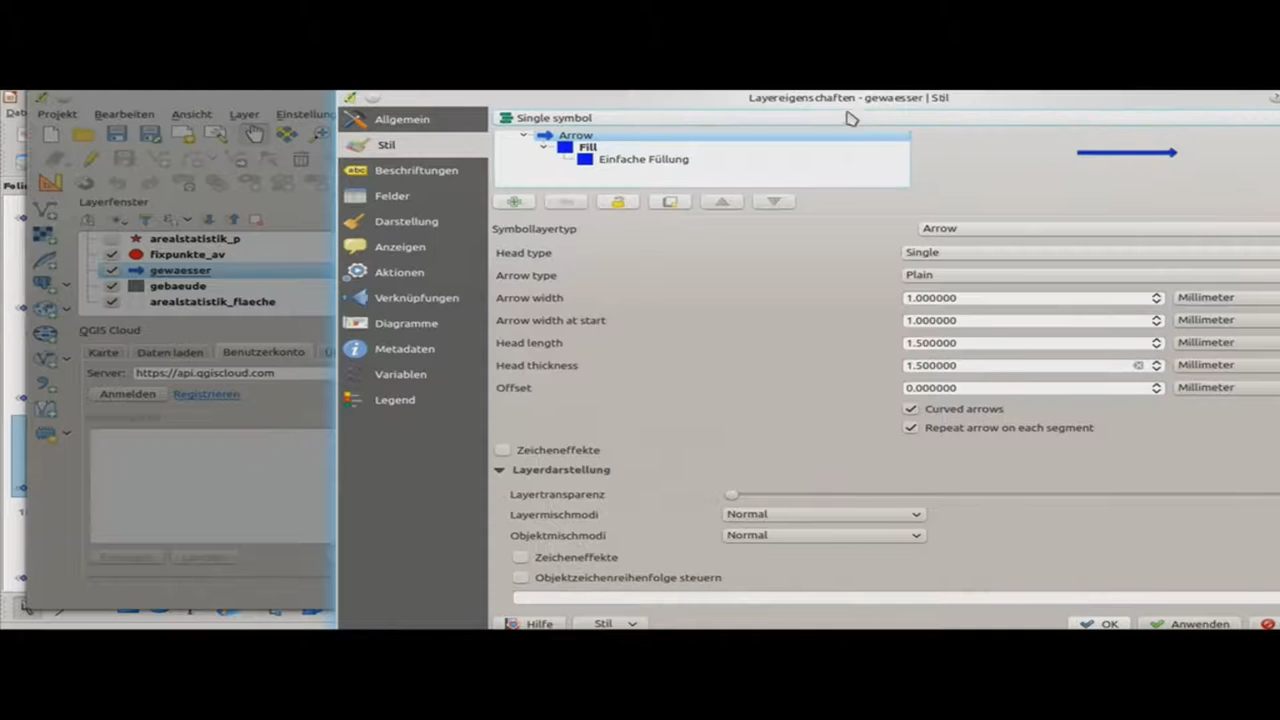 Layereigenschaften - gewaesser | Stil
Projekt Bearbeiten Ansicht Layer Einstellung
Layerfenster
arealstatistik_p
fixpunkte_av
gewaesser
gebaeude
arealstatistik_flaeche
QGIS Cloud
Karte Daten laden Benutzerkonto
Server: https://api.qgiscloud.com
Anmelden Registrieren
Allgemein
Stil
abc Beschriftungen
Felder
Darstellung
Anzeigen
Aktionen
Verknüpfungen
Diagramme
Metadaten
Variablen
Legend
Single symbol
Arrow
Fill
Einfache Füllung
Symbollayertyp Arrow
Head type Single
Arrow type Plain
Arrow width 1.000000 Millimeter
Arrow width at start 1.000000 Millimeter
Head length 1.500000 Millimeter
Head thickness 1.500000 Millimeter
Offset 0.000000 Millimeter
Curved arrows
Repeat arrow on each segment
Zeicheneffekte
Layerdarstellung
Layertransparenz
Layermischmodi Normal
Objektmischmodi Normal
Zeicheneffekte
Objektzeichenreihenfolge steuern
Hilfe Stil OK Anwenden